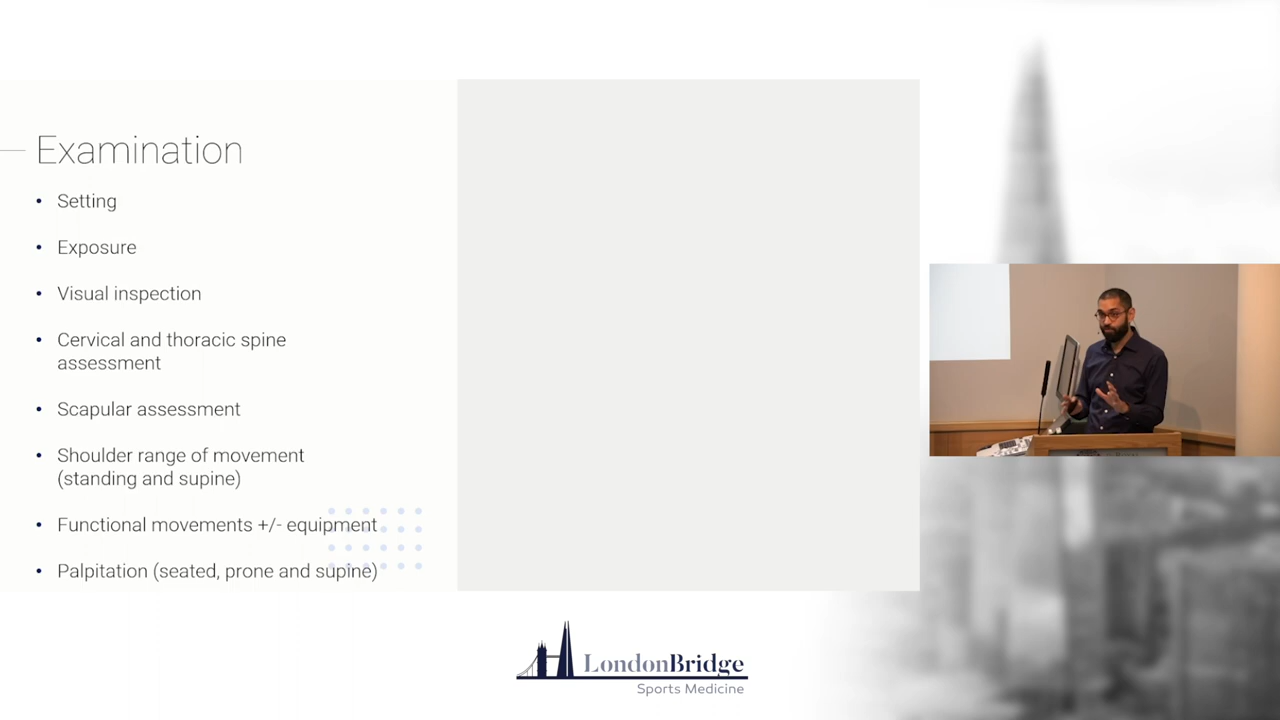 Examination
• Setting
• Exposure
• Visual inspection
• Cervical and thoracic spine
assessment
• Scapular assessment
• Shoulder range of movement
(standing and supine)
• Functional movements +/- equipment
• Palpitation (seated, prone and supine)
LondonBridge
Sports Medicine